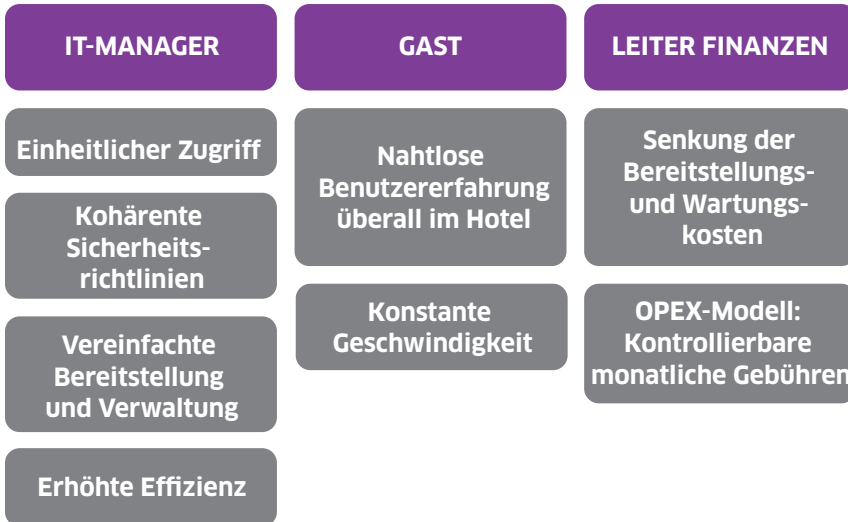 IT-MANAGER
Einheitlicher Zugriff
Kohärente
Sicherheits-
richtlinien
Vereinfachte
Bereitstellung
und Verwaltung
Erhöhte Effizienz
GAST
Nahtlose
Benutzererfahrung
überall im Hotel
Konstante
Geschwindigkeit
LEITER FINANZEN
Senkung der
Bereitstellungs-
und Wartungs-
kosten
OPEX-Modell:
Kontrollierbare
monatliche Gebühren